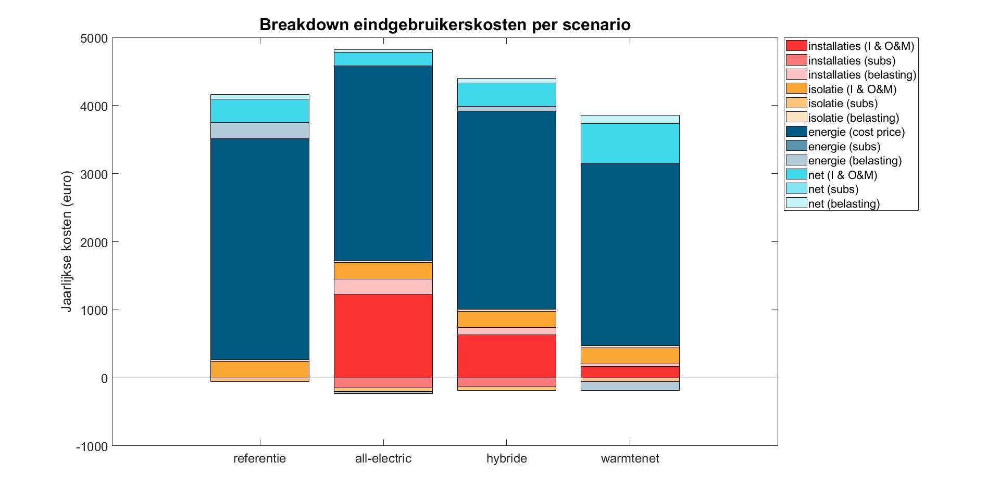 Breakdown eindgebruikerskosten per scenario
Jaarlijkse kosten (euro)
5000
4000
3000
2000
1000
0
-1000
referentie
all-electric
hybride
warmtenet
installaties (I & O&M)
installaties (subs)
installaties (belasting)
isolatie (I & O&M)
isolatie (subs)
isolatie (belasting)
energie (cost price)
energie (subs)
energie (belasting)
net (I & O&M)
net (subs)
net (belasting)